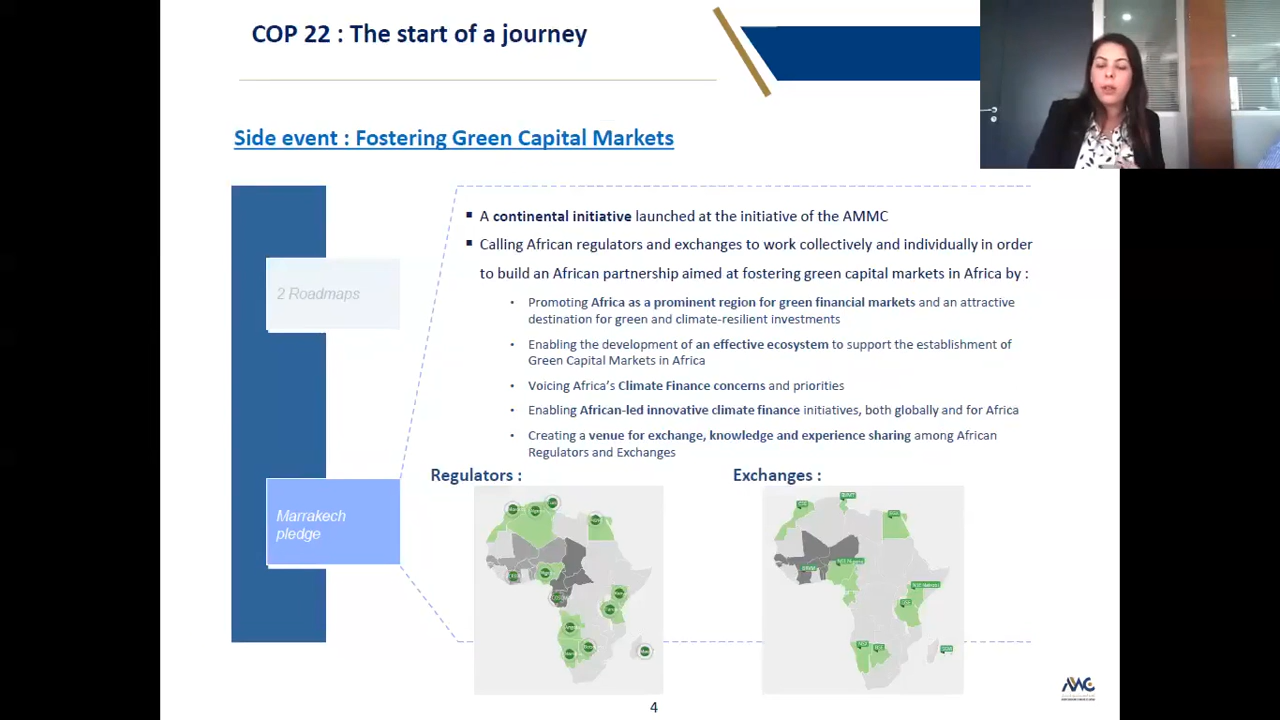 COP 22 : The start of a journey
Side event : Fostering Green Capital Markets
2 Roadmaps
Marrakech
pledge
A continental initiative launched at the initiative of the AMMC
Calling African regulators and exchanges to work collectively and individually in order
to build an African partnership aimed at fostering green capital markets in Africa by :
Promoting Africa as a prominent region for green financial markets and an attractive
destination for green and climate-resilient investments
Enabling the development of an effective ecosystem to support the establishment of
Green Capital Markets in Africa
Voicing Africa's Climate Finance concerns and priorities
Enabling African-led innovative climate finance initiatives, both globally and for Africa
Creating a venue for exchange, knowledge and experience sharing among African
Regulators and Exchanges
Regulators :
Exchanges :
4